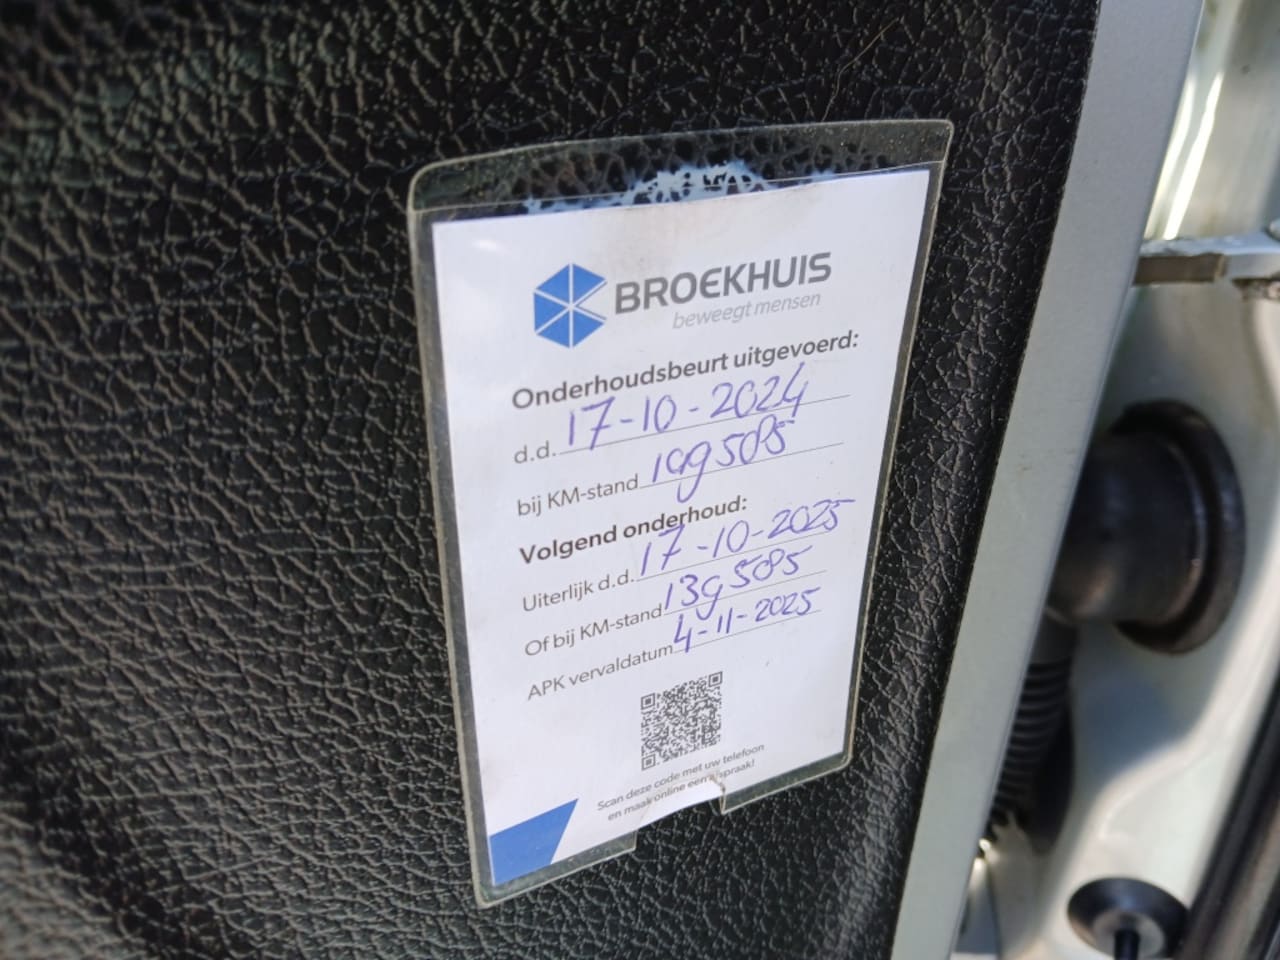 BROEKHUIS
beweegt mensen
Onderhoudsbeurt uitgevoerd:
d.d. 17-10-2024
bij KM-stand 109585
Volgend onderhoud:
Uiterlijk d.d. 17-10-2025
Of bij KM-stand 139585
APK vervaldatum 4-11-2025
Scan deze code met uw telefoon
en maak online een afspraak!